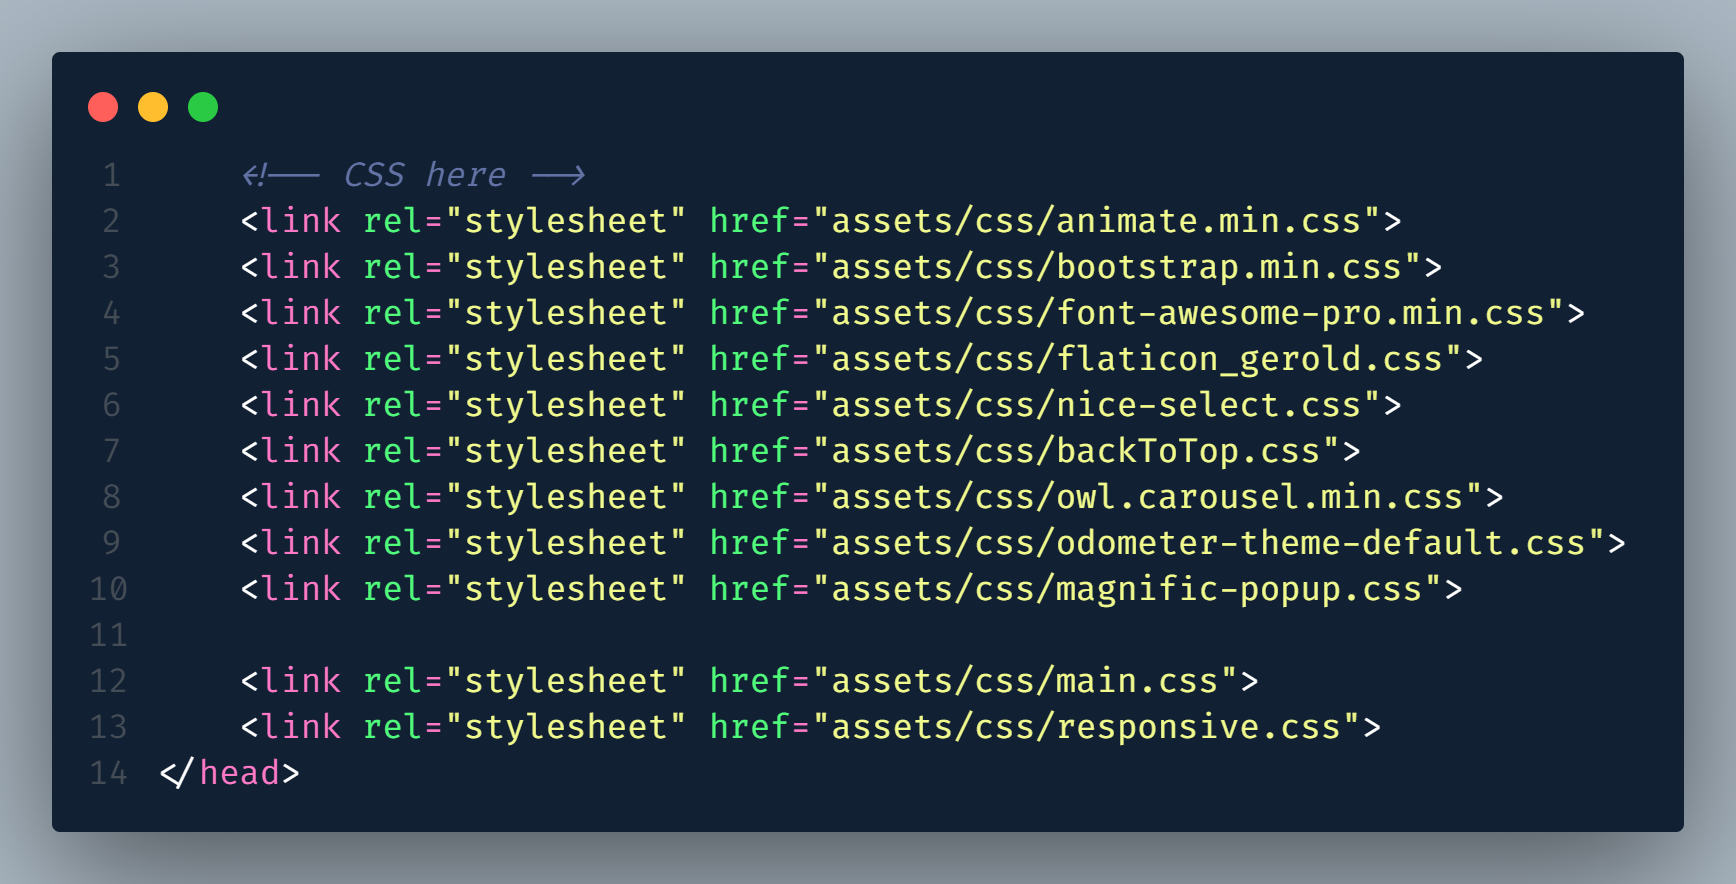 1 <!-- CSS here -->
2 <link rel="stylesheet" href="assets/css/animate.min.css">
3 <link rel="stylesheet" href="assets/css/bootstrap.min.css">
4 <link rel="stylesheet" href="assets/css/font-awesome-pro.min.css">
5 <link rel="stylesheet" href="assets/css/flaticon_gerold.css">
6 <link rel="stylesheet" href="assets/css/nice-select.css">
7 <link rel="stylesheet" href="assets/css/backToTop.css">
8 <link rel="stylesheet" href="assets/css/owl.carousel.min.css">
9 <link rel="stylesheet" href="assets/css/odometer-theme-default.css">
10 <link rel="stylesheet" href="assets/css/magnific-popup.css">
11
12 <link rel="stylesheet" href="assets/css/main.css">
13 <link rel="stylesheet" href="assets/css/responsive.css">
14 </head>